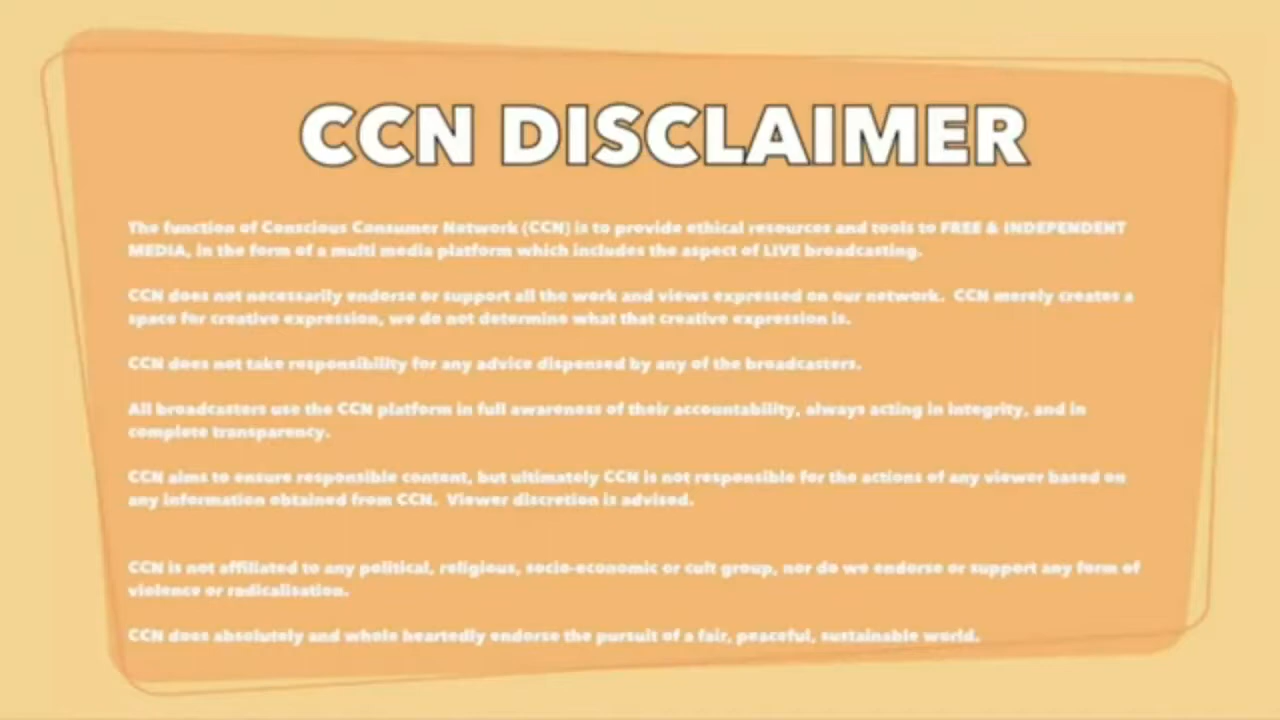 CCN DISCLAIMER
The function of Conscious Consumer Network (CCN) is to provide ethical resources and tools to FREE & INDEPENDENT
MEDIA, in the form of a multi media platform which includes the aspect of LIVE broadcasting.
CCN does not necessarily endorse or support all the work and views expressed on our network.  CCN merely creates a
space for creative expression, we do not determine what that creative expression is.
CCN does not take responsibility for any advice dispensed by any of the broadcasters.
All broadcasters use the CCN platform in full awareness of their accountability, always acting in integrity, and in
complete transparency.
CCN aims to ensure responsible content, but ultimately CCN is not responsible for the actions of any viewer based on
any information obtained from CCN.  Viewer discretion is advised.
CCN is not affiliated to any political, religious, socio-economic or cult group, nor do we endorse or support any form of
violence or radicalisation.
CCN does absolutely and whole heartedly endorse the pursuit of a fair, peaceful, sustainable world.